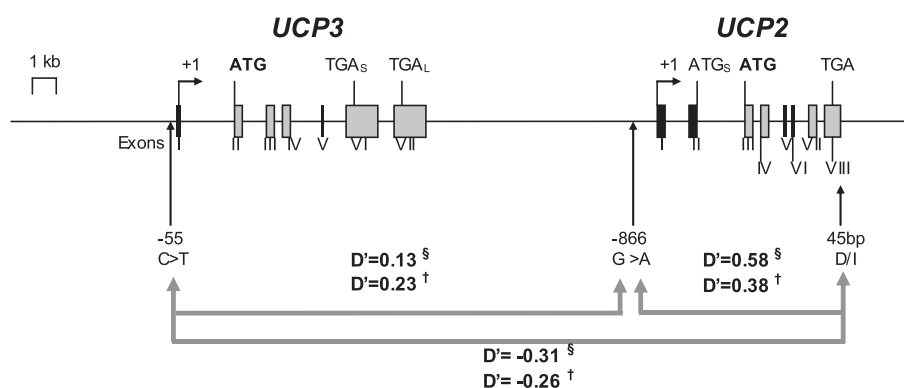 UCP3 UCP2
1 kb
+1 ATG TGAS TGAL +1 ATGS ATG TGA
Exons I II III IV V VI VII I II III IV V VI VII VIII
-55
C>T
-866
G >A
45bp
D/I
D'=0.13 §
D'=0.23 †
D'=0.58 §
D'=0.38 †
D'= -0.31 §
D'= -0.26 †